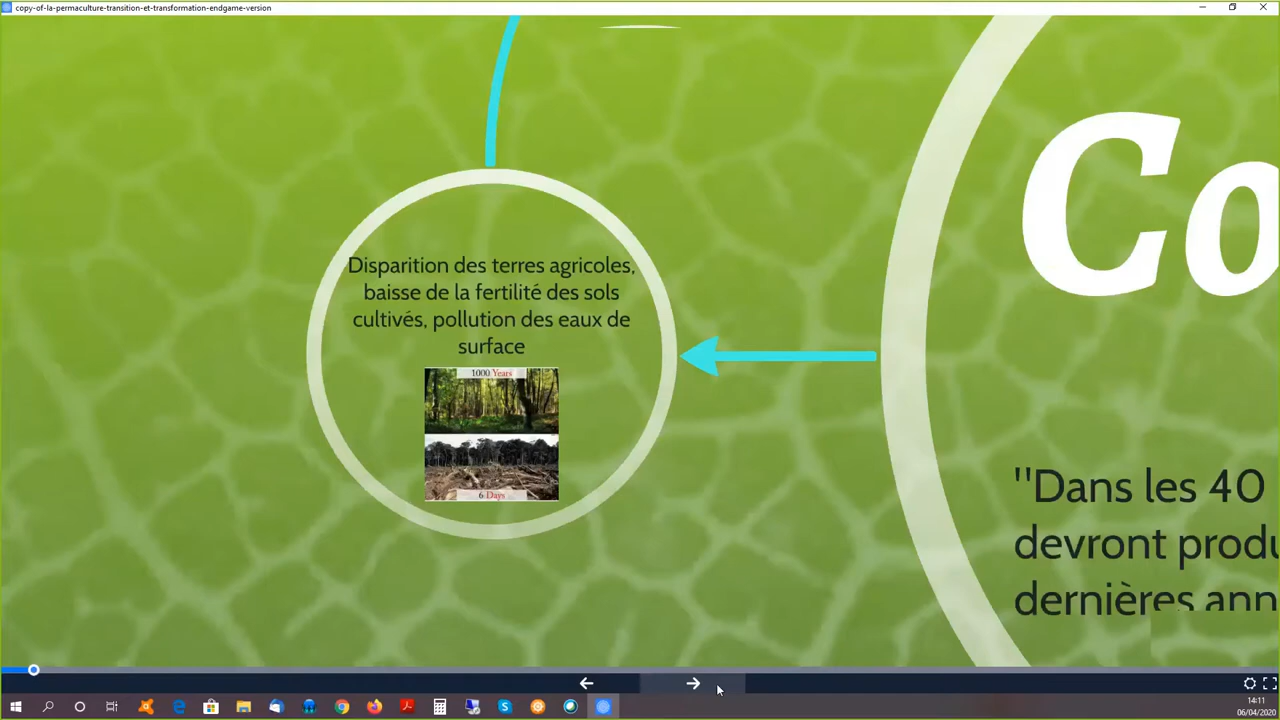 copy-of-la-permaculture-transition-et-transformation-endgame-version
Disparition des terres agricoles,
baisse de la fertilité des sols
cultivés, pollution des eaux de
surface
1000 Years
6 Days
Co
"Dans les 40
devront produ
dernières ann
14:11
06/04/2020